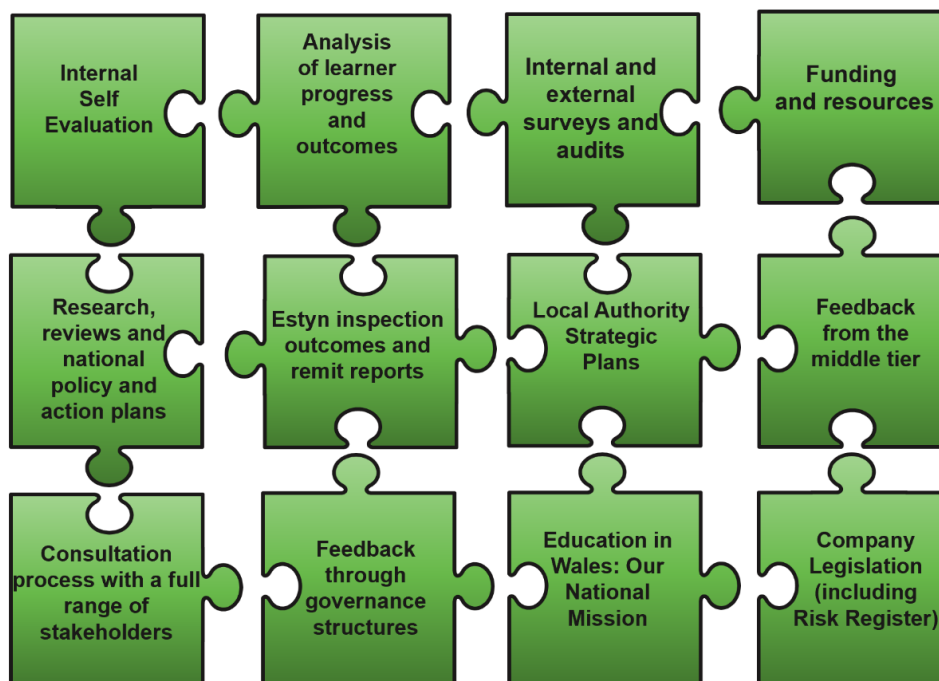 Internal
Self
Evaluation
Analysis
of learner
progress
and
outcomes
Internal and
external
surveys and
audits
Funding
and resources
Research,
reviews and
national
policy and
action plans
Estyn inspection
outcomes and
remit reports
Local Authority
Strategic
Plans
Feedback
from the
middle tier
Consultation
process with a full
range of
stakeholders
Feedback
through
governance
structures
Education in
Wales: Our
National
Mission
Company
Legislation
(including
Risk Register)